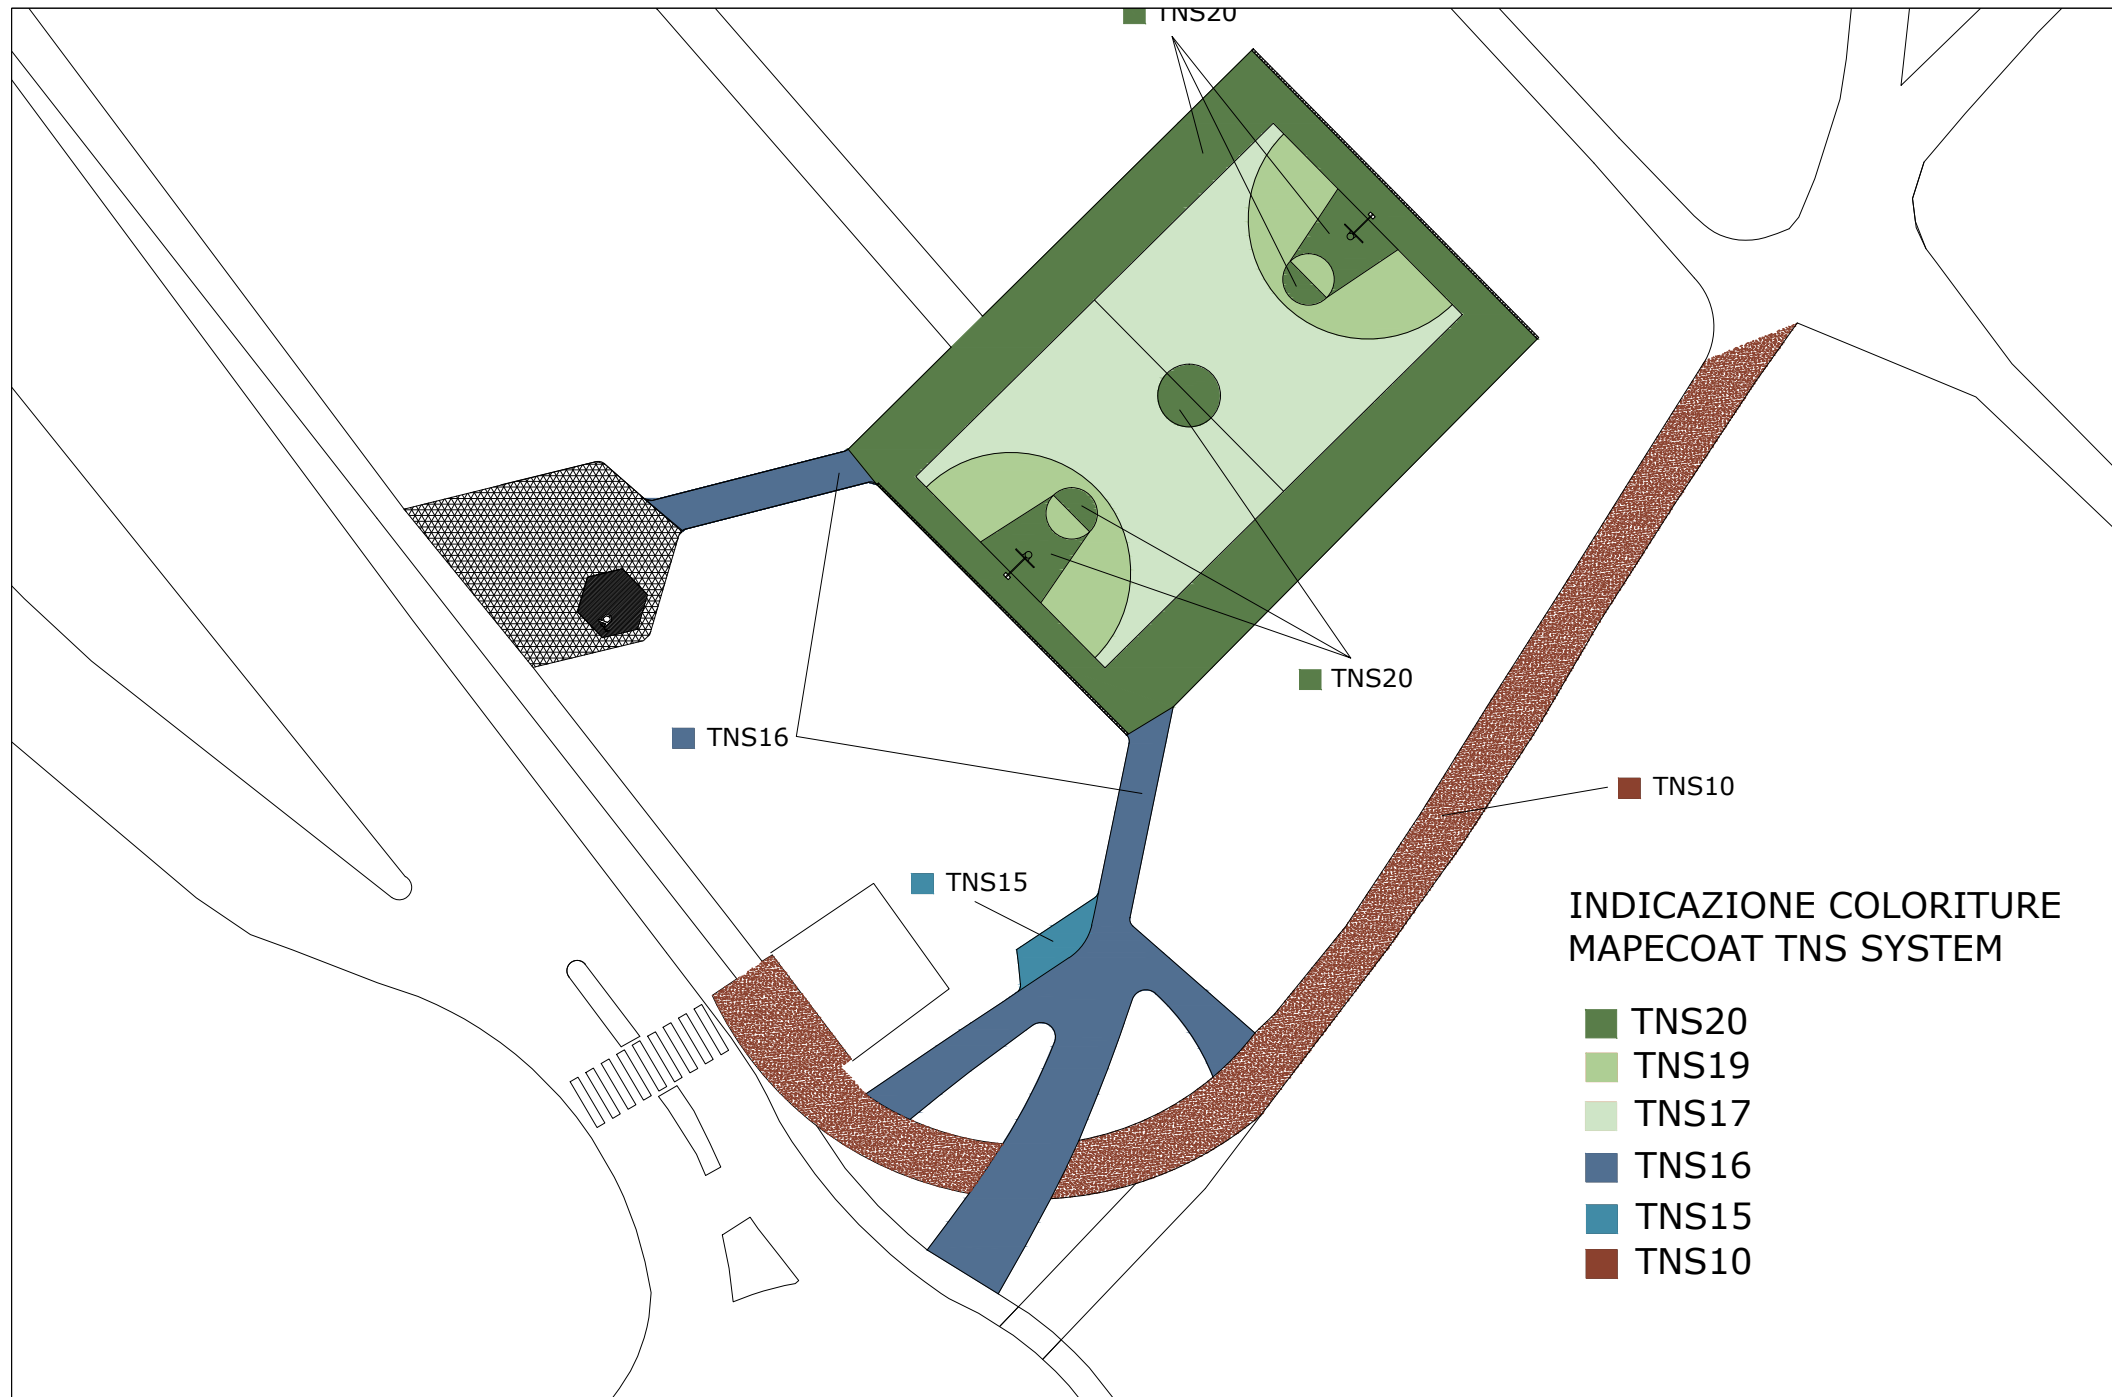 TNS20
TNS20
TNS16
TNS10
TNS15
INDICAZIONE COLORITURE
MAPECOAT TNS SYSTEM
TNS20
TNS19
TNS17
TNS16
TNS15
TNS10